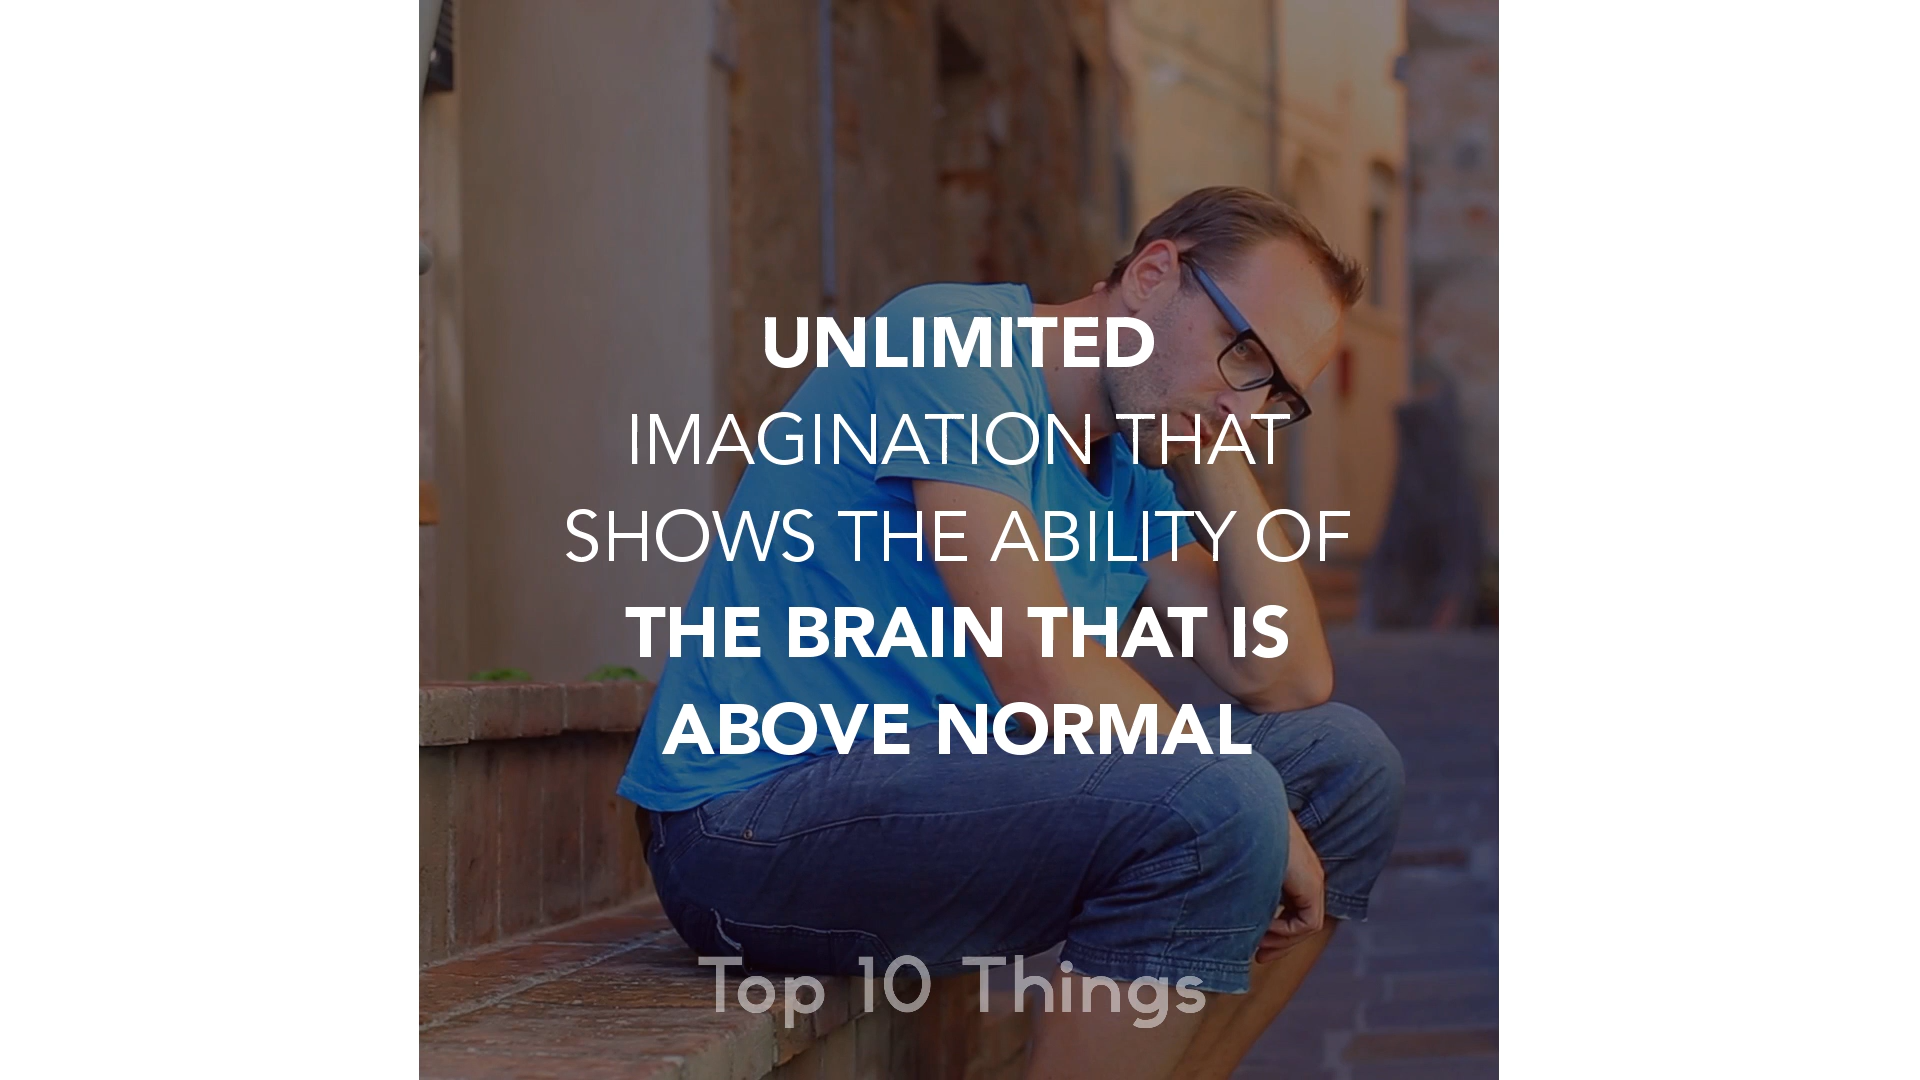 UNLIMITED
IMAGINATION THAT
SHOWS THE ABILITY OF
THE BRAIN THAT IS
ABOVE NORMAL
Top 10 Things